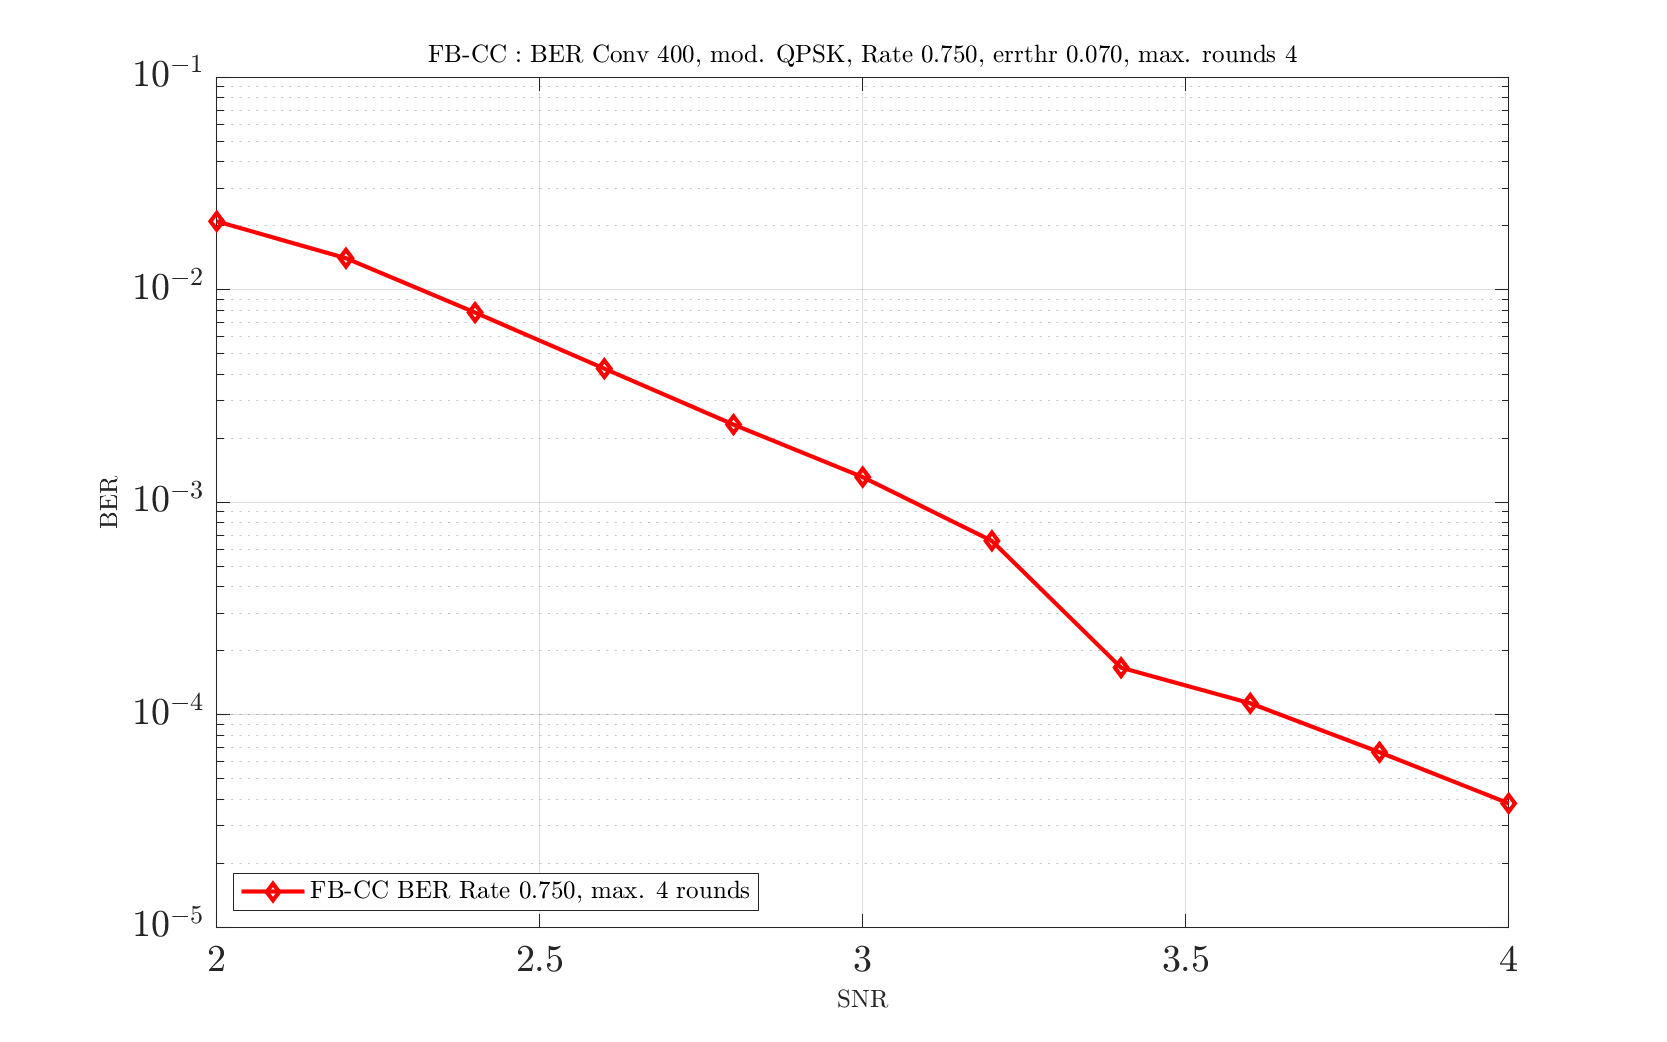 FB-CC : BER Conv 400, mod. QPSK, Rate 0.750, errthr 0.070, max. rounds 4
10^{-1}
10^{-2}
10^{-3}
10^{-4}
10^{-5}
BER
FB-CC BER Rate 0.750, max. 4 rounds
2 2.5 3 3.5 4
SNR